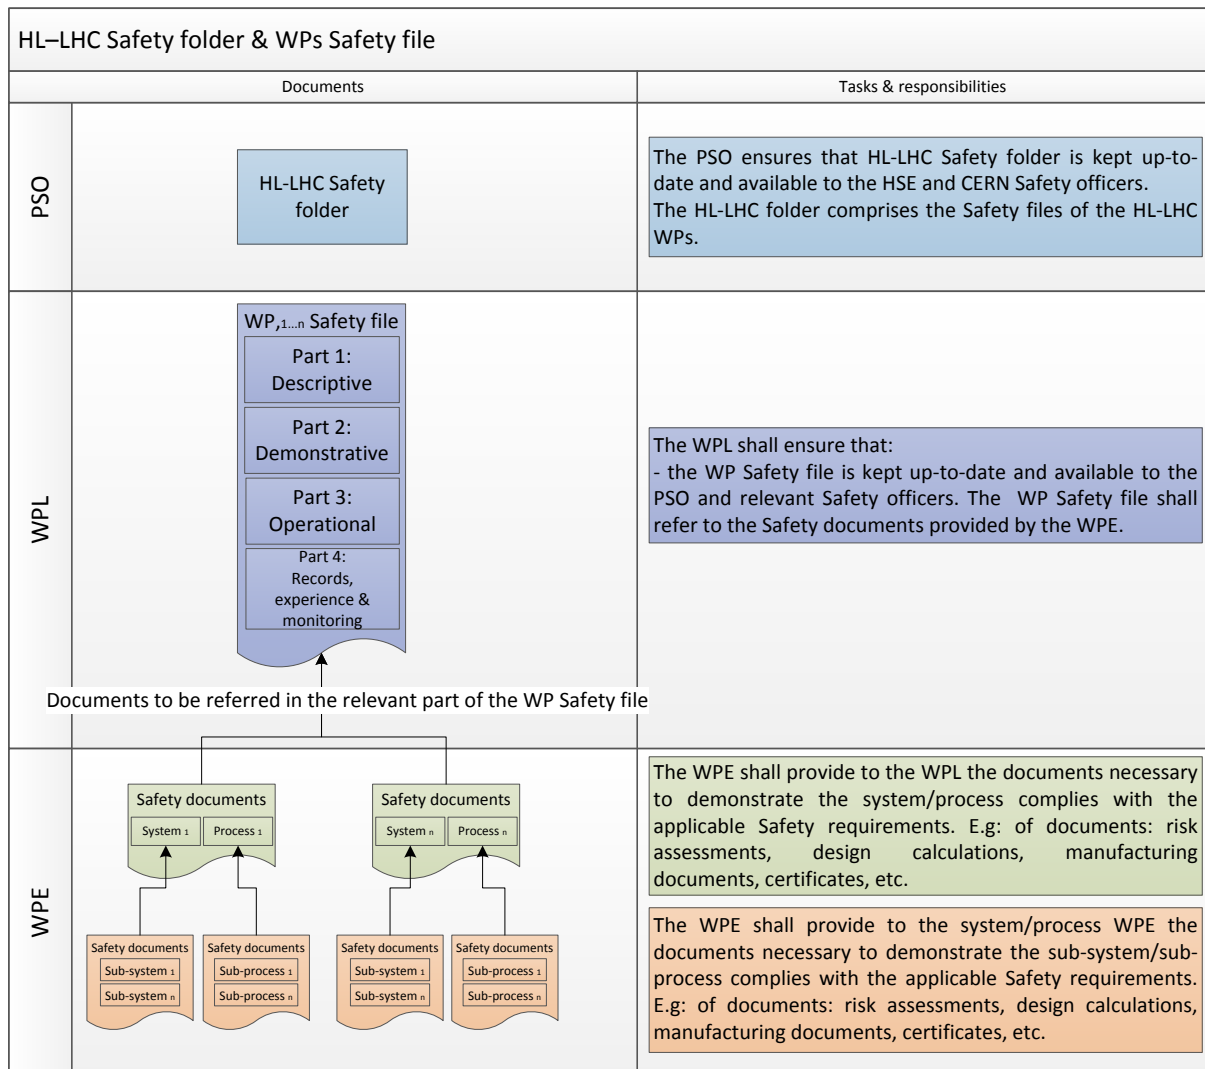 HL–LHC Safety folder & WPs Safety file
Documents
Tasks & responsibilities
PSO
HL-LHC Safety
folder
The PSO ensures that HL-LHC Safety folder is kept up-to-
date and available to the HSE and CERN Safety officers.
The HL-LHC folder comprises the Safety files of the HL-LHC
WPs.
WPL
WP,1...n Safety file
Part 1:
Descriptive
Part 2:
Demonstrative
Part 3:
Operational
Part 4:
Records,
experience &
monitoring
The WPL shall ensure that:
- the WP Safety file is kept up-to-date and available to the
PSO and relevant Safety officers. The WP Safety file shall
refer to the Safety documents provided by the WPE.
Documents to be referred in the relevant part of the WP Safety file
WPE
Safety documents
System 1
Process 1
Safety documents
System n
Process n
Safety documents
Sub-system 1
Sub-system n
Safety documents
Sub-process 1
Sub-process n
Safety documents
Sub-system 1
Sub-system n
Safety documents
Sub-process 1
Sub-process n
The WPE shall provide to the WPL the documents necessary
to demonstrate the system/process complies with the
applicable Safety requirements. E.g: of documents: risk
assessments, design calculations, manufacturing
documents, certificates, etc.
The WPE shall provide to the system/process WPE the
documents necessary to demonstrate the sub-system/sub-
process complies with the applicable Safety requirements.
E.g: of documents: risk assessments, design calculations,
manufacturing documents, certificates, etc.